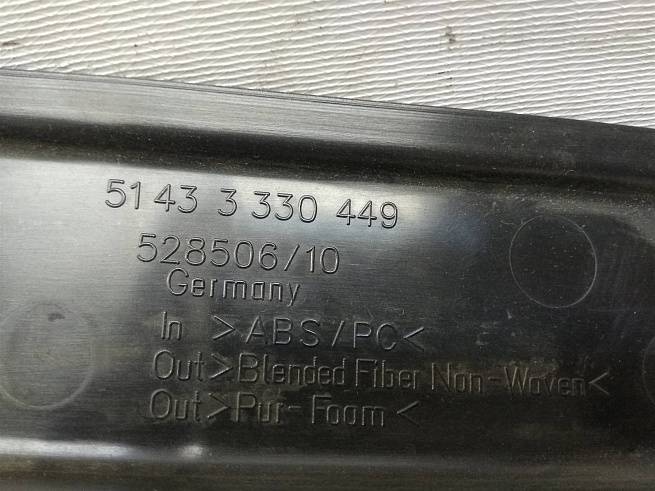 51 43 3 330 449
528506/10
Germany
In >ABS/PC<
Out>Blended Fiber Non-Woven<
Out>Pur-Foam <